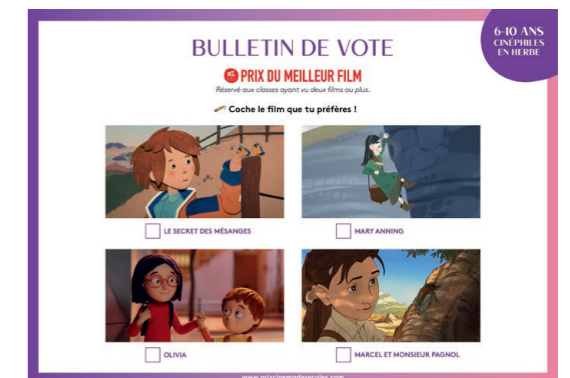 BULLETIN DE VOTE
6-10 ANS
CINÉPHILES
EN HERBE
PRIX DU MEILLEUR FILM
Réservé aux classes ayant vu deux films ou plus.
Coche le film que tu préfères !
LE SECRET DES MÉSANGES
MARY ANNING
OLIVIA
MARCEL ET MONSIEUR PAGNOL